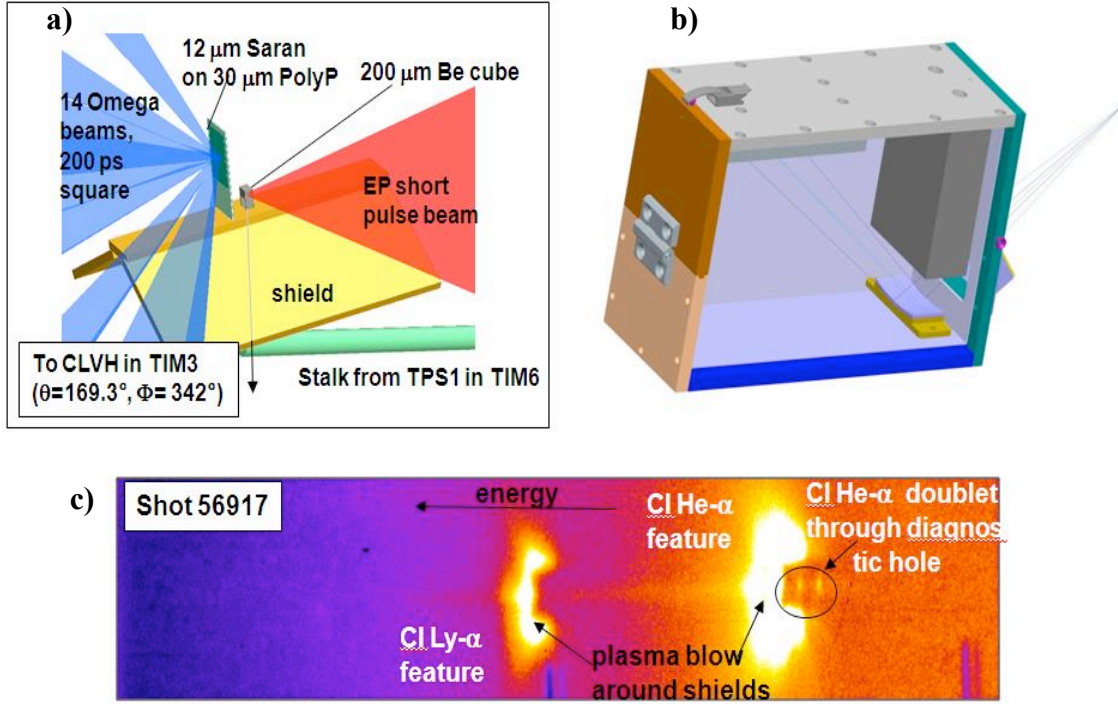 a)
12 μm Saran
on 30 μm PolyP
200 μm Be cube
14 Omega
beams,
200 ps
square
EP short
pulse beam
shield
To CLVH in TIM3
(θ=169.3°, Φ= 342°)
Stalk from TPS1 in TIM6
b)
c)
Shot 56917
energy
Cl He-α
feature
Cl He-α doublet
through diagnos
tic hole
Cl Ly-α
feature
plasma blow
around shields